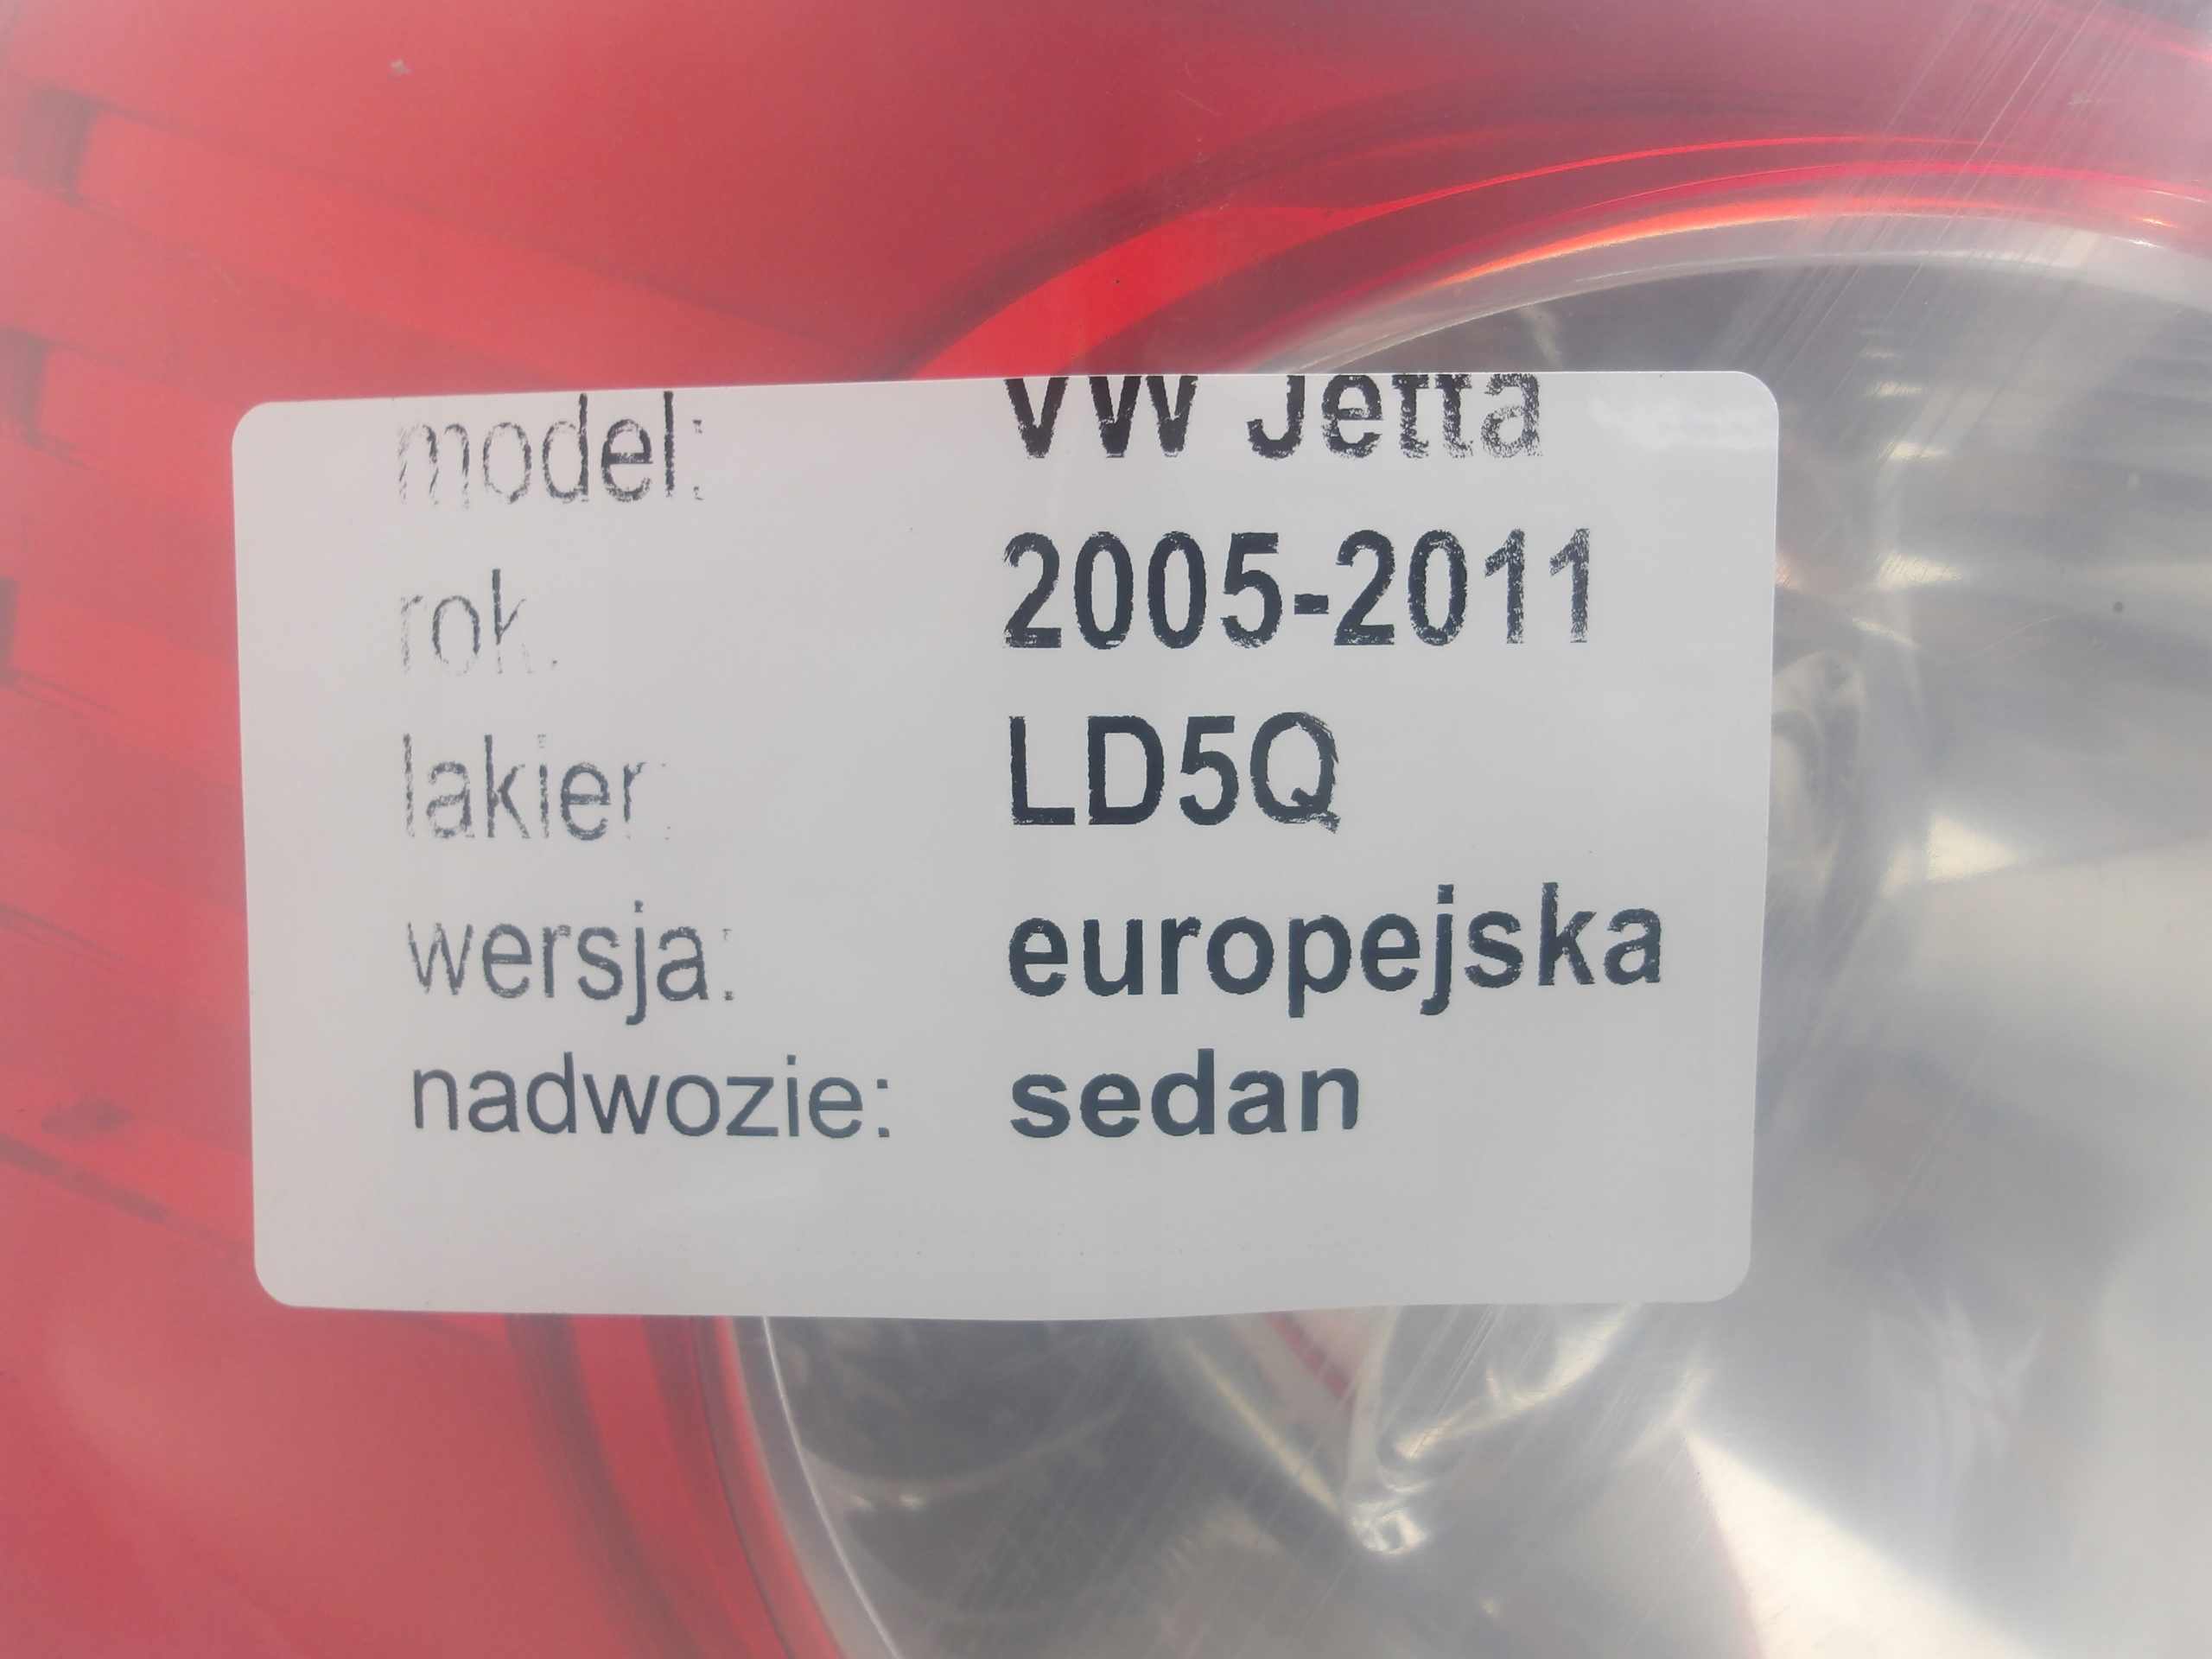 model: VW Jetta
rok: 2005-2011
lakier: LD5Q
wersja: europejska
nadwozie: sedan